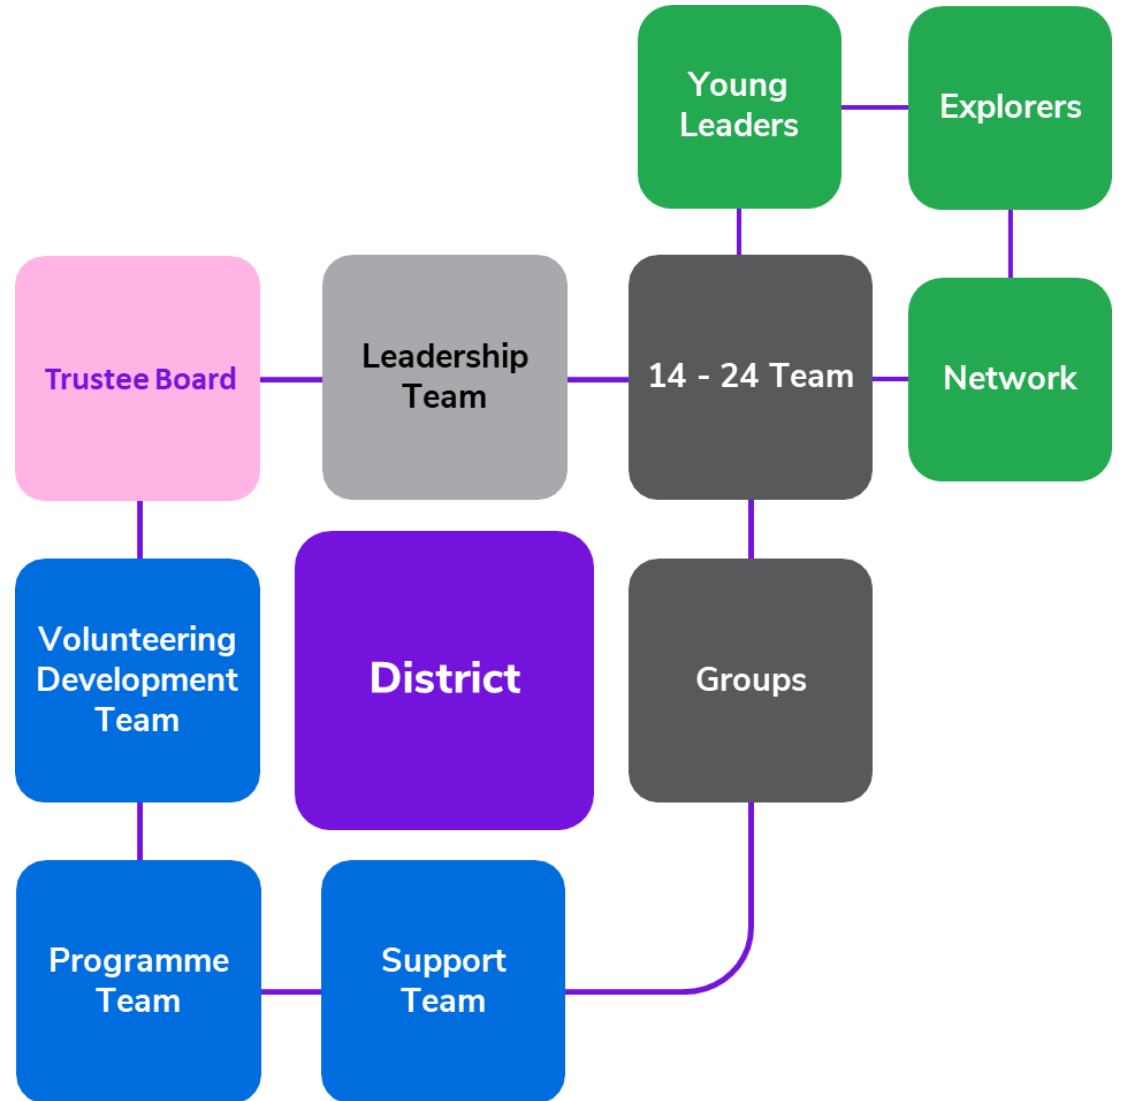 Young
Leaders
Explorers
Trustee Board
Leadership
Team
14 - 24 Team
Network
Volunteering
Development
Team
District
Groups
Programme
Team
Support
Team